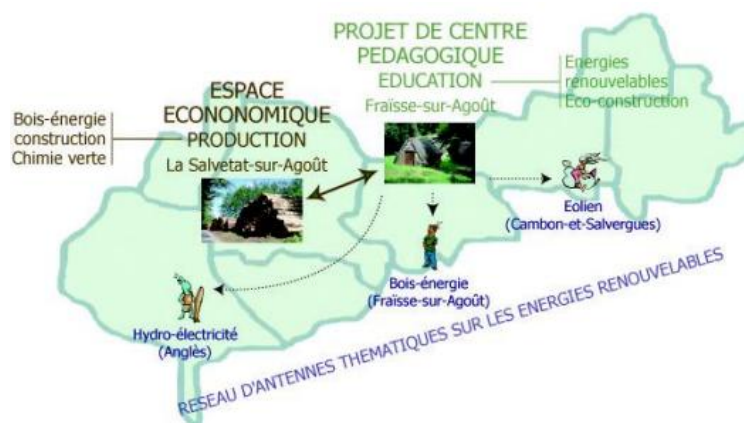 PROJET DE CENTRE
PEDAGOGIQUE
EDUCATION
Fraïsse-sur-Agoût
Energies
renouvelables
Eco-construction
ESPACE
ECONONOMIQUE
PRODUCTION
La Salvetat-sur-Agoût
Bois-énergie
construction
Chimie verte
Eolien
(Cambon-et-Salvergues)
Bois-énergie
(Fraïsse-sur-Agoût)
Hydro-électricité
(Anglès)
RESEAU D'ANTENNES THEMATIQUES SUR LES ENERGIES RENOUVELABLES